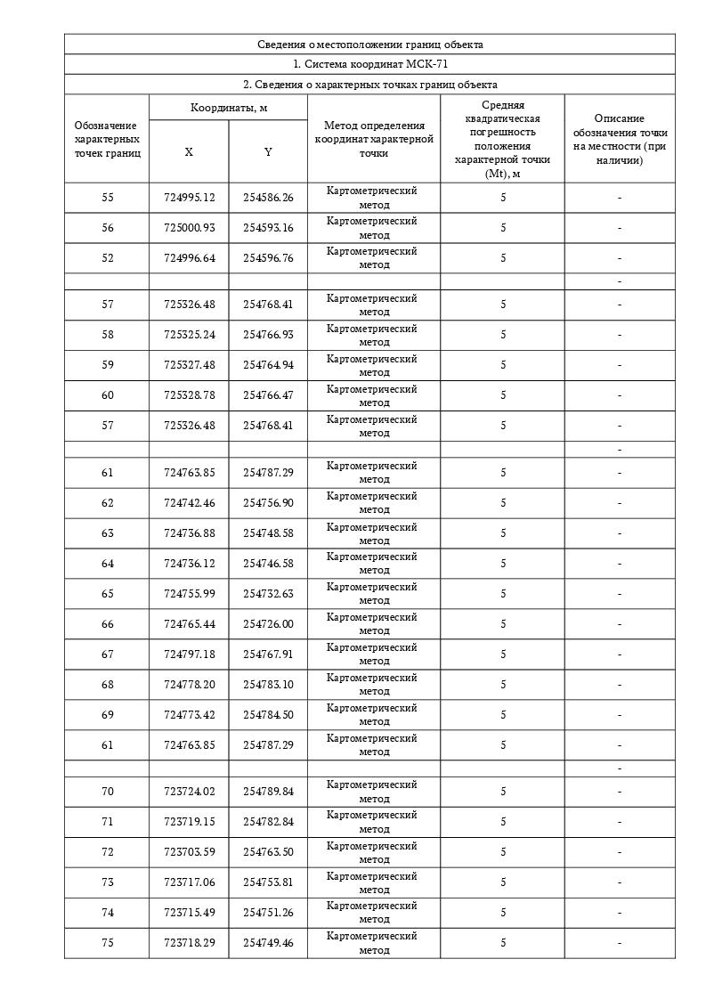 Сведения о местоположении границ объекта
1. Система координат МСК-71
2. Сведения о характерных точках границ объекта
Обозначение
характерных
точек границ
Координаты, м
X
Y
Метод определения
координат характерной
точки
Средняя
квадратическая
погрешность
положения
характерной точки
(Mt), м
Описание
обозначения точки
на местности (при
наличии)
55 724995.12 254586.26 Картометрический
метод 5 -
56 725000.93 254593.16 Картометрический
метод 5 -
52 724996.64 254596.76 Картометрический
метод 5 -
-
57 725326.48 254768.41 Картометрический
метод 5 -
58 725325.24 254766.93 Картометрический
метод 5 -
59 725327.48 254764.94 Картометрический
метод 5 -
60 725328.78 254766.47 Картометрический
метод 5 -
57 725326.48 254768.41 Картометрический
метод 5 -
-
61 724763.85 254787.29 Картометрический
метод 5 -
62 724742.46 254756.90 Картометрический
метод 5 -
63 724736.88 254748.58 Картометрический
метод 5 -
64 724736.12 254746.58 Картометрический
метод 5 -
65 724755.99 254732.63 Картометрический
метод 5 -
66 724765.44 254726.00 Картометрический
метод 5 -
67 724797.18 254767.91 Картометрический
метод 5 -
68 724778.20 254783.10 Картометрический
метод 5 -
69 724773.42 254784.50 Картометрический
метод 5 -
61 724763.85 254787.29 Картометрический
метод 5 -
-
70 723724.02 254789.84 Картометрический
метод 5 -
71 723719.15 254782.84 Картометрический
метод 5 -
72 723703.59 254763.50 Картометрический
метод 5 -
73 723717.06 254753.81 Картометрический
метод 5 -
74 723715.49 254751.26 Картометрический
метод 5 -
75 723718.29 254749.46 Картометрический
метод 5 -